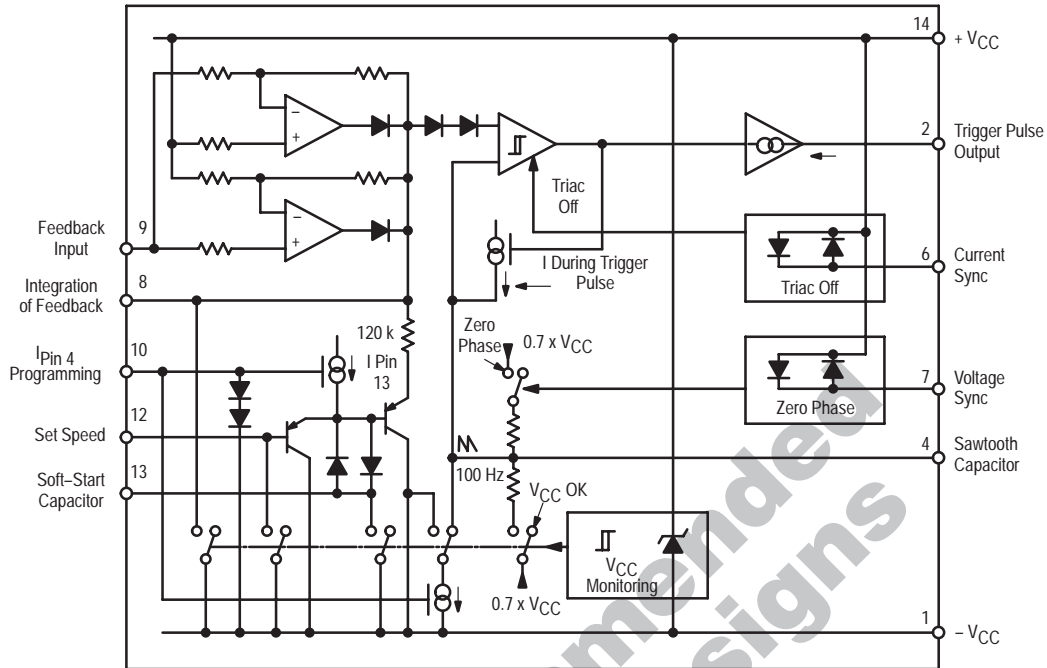 14
+ VCC
2
Trigger Pulse
Output
Triac
Off
Feedback
Input
9
I During Trigger
Pulse
6
Current
Sync
Triac Off
Integration
of Feedback
8
120 k
Zero
Phase
0.7 x VCC
IPin 4
Programming
10
I Pin
13
7
Voltage
Sync
Zero Phase
12
Set Speed
4
Sawtooth
Capacitor
100 Hz
13
Soft–Start
Capacitor
VCC OK
VCC
Monitoring
0.7 x VCC
1
– VCC
ommended
signs